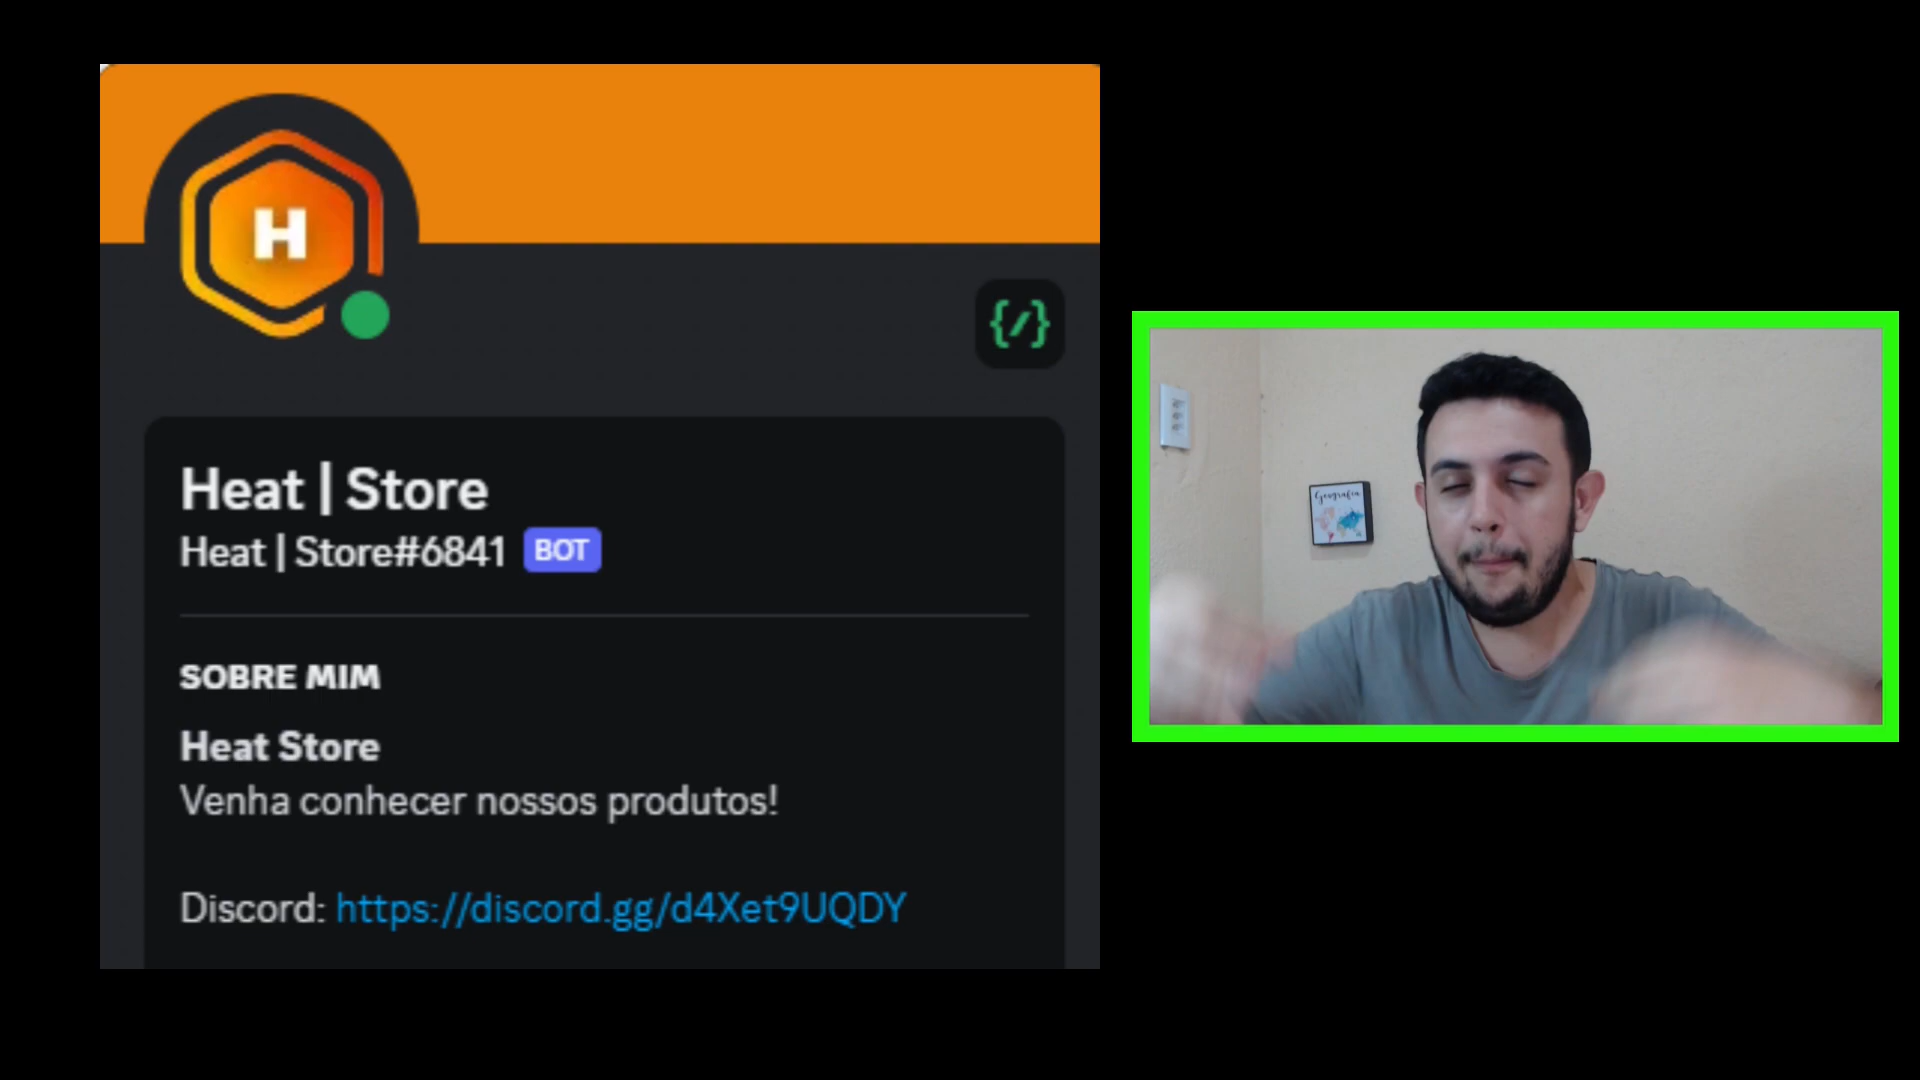 H
{/}
Heat | Store
Heat | Store#6841 BOT
SOBRE MIM
Heat Store
Venha conhecer nossos produtos!
Discord: https://discord.gg/d4Xet9UQDY
Geografia